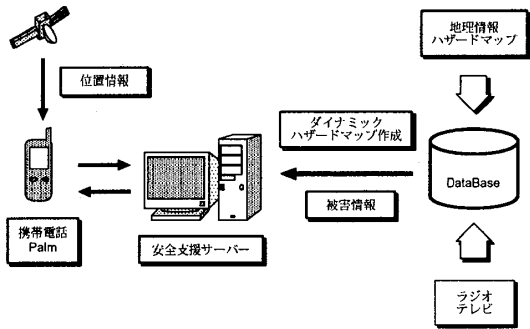 地理情報
ハザードマップ
位置情報
ダイナミック
ハザードマップ作成
DataBase
被害情報
携帯電話
Palm
安全支援サーバー
ラジオ
テレビ